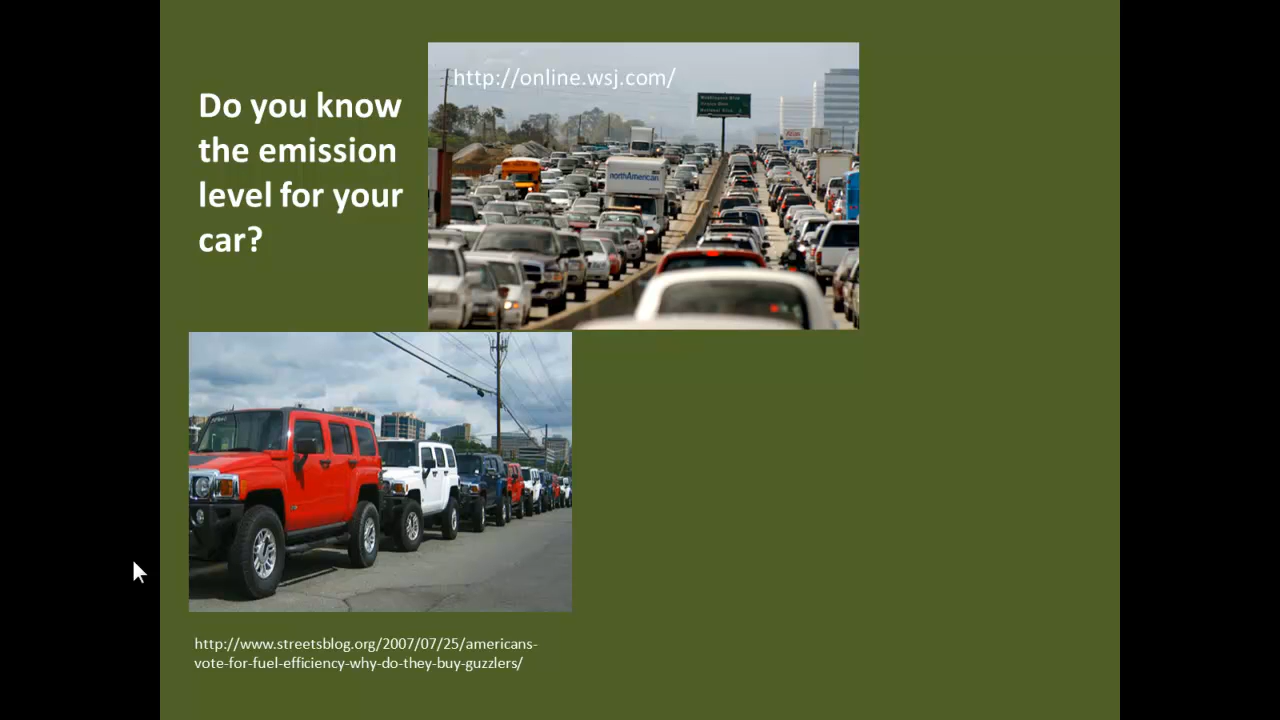 Do you know
the emission
level for your
car?
http://online.wsj.com/
northAmerican
http://www.streetsblog.org/2007/07/25/americans-
vote-for-fuel-efficiency-why-do-they-buy-guzzlers/